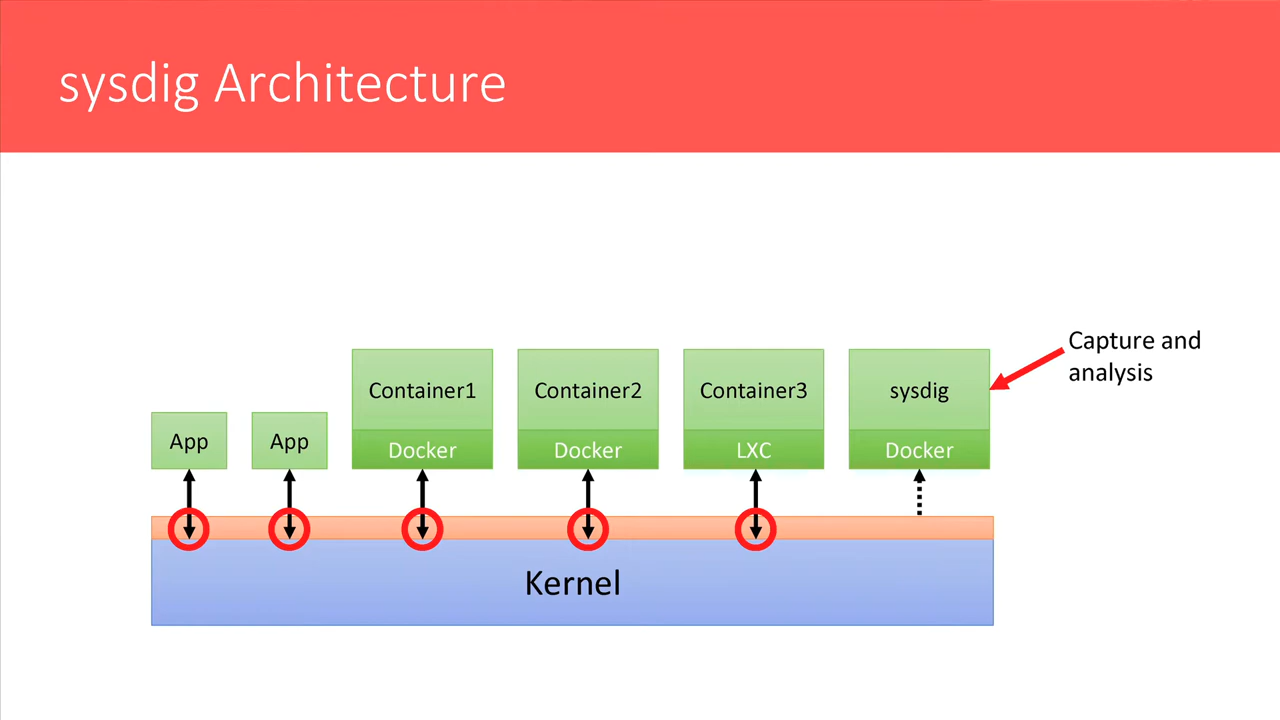 sysdig Architecture
Capture and
analysis
Container1
Container2
Container3
sysdig
App
App
Docker
Docker
LXC
Docker
Kernel